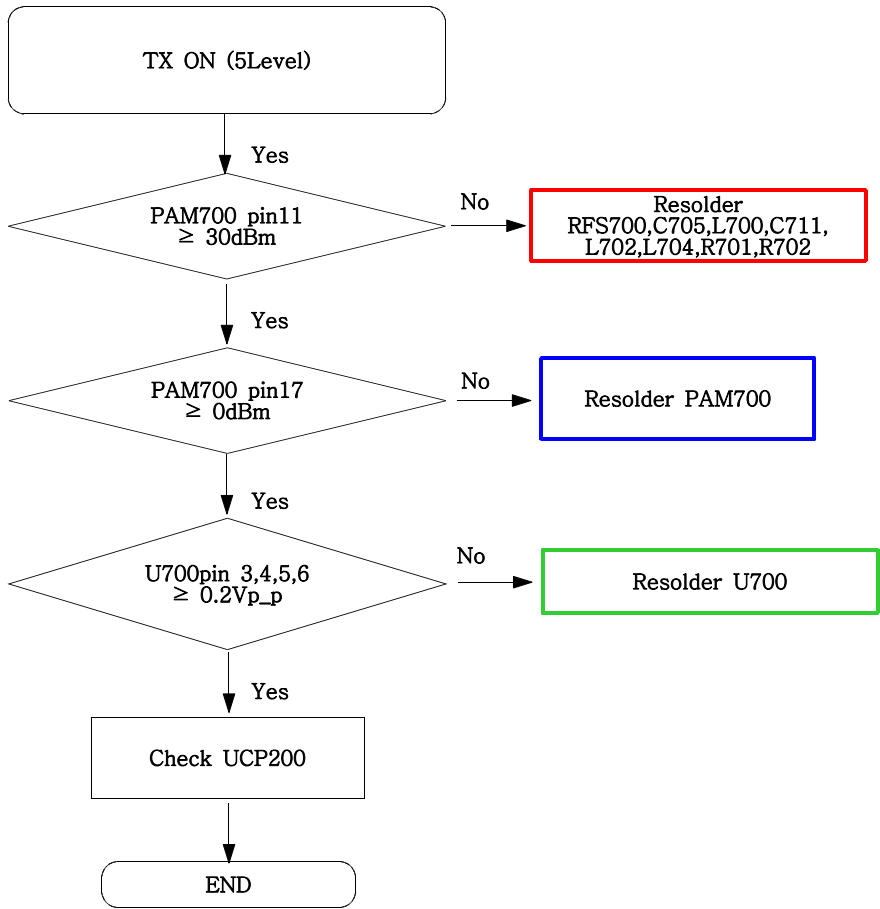 TX ON (5Level)
Yes
PAM700 pin11
≥ 30dBm
No
Resolder
RFS700,C705,L700,C711,
L702,L704,R701,R702
Yes
PAM700 pin17
≥ 0dBm
No
Resolder PAM700
Yes
U700pin 3,4,5,6
≥ 0.2Vp_p
No
Resolder U700
Yes
Check UCP200
END